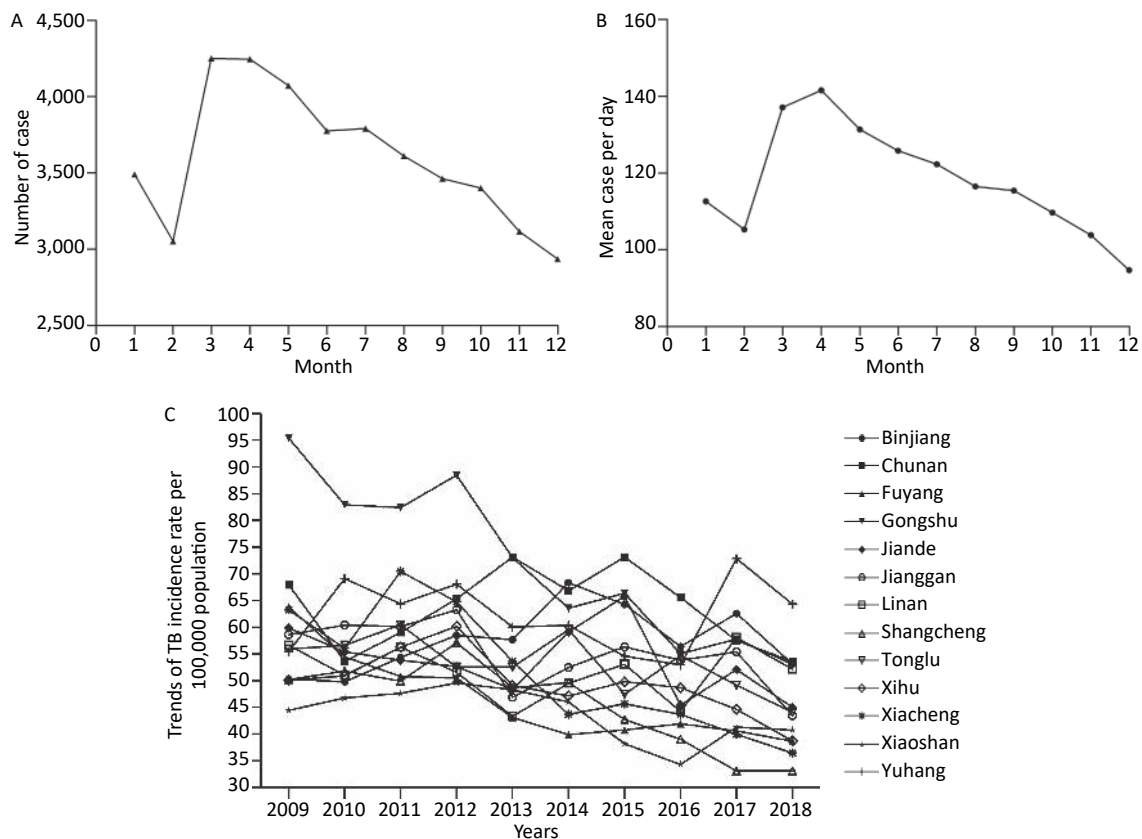 A
4,500
4,000
3,500
3,000
2,500
Number of case
0 1 2 3 4 5 6 7 8 9 10 11 12
Month
B
160
140
120
100
80
Mean case per day
0 1 2 3 4 5 6 7 8 9 10 11 12
Month
C
100
95
90
85
80
75
70
65
60
55
50
45
40
35
30
Trends of TB incidence rate per
100,000 population
2009 2010 2011 2012 2013 2014 2015 2016 2017 2018
Years
Binjiang
Chunan
Fuyang
Gongshu
Jiande
Jianggan
Linan
Shangcheng
Tonglu
Xihu
Xiacheng
Xiaoshan
Yuhang